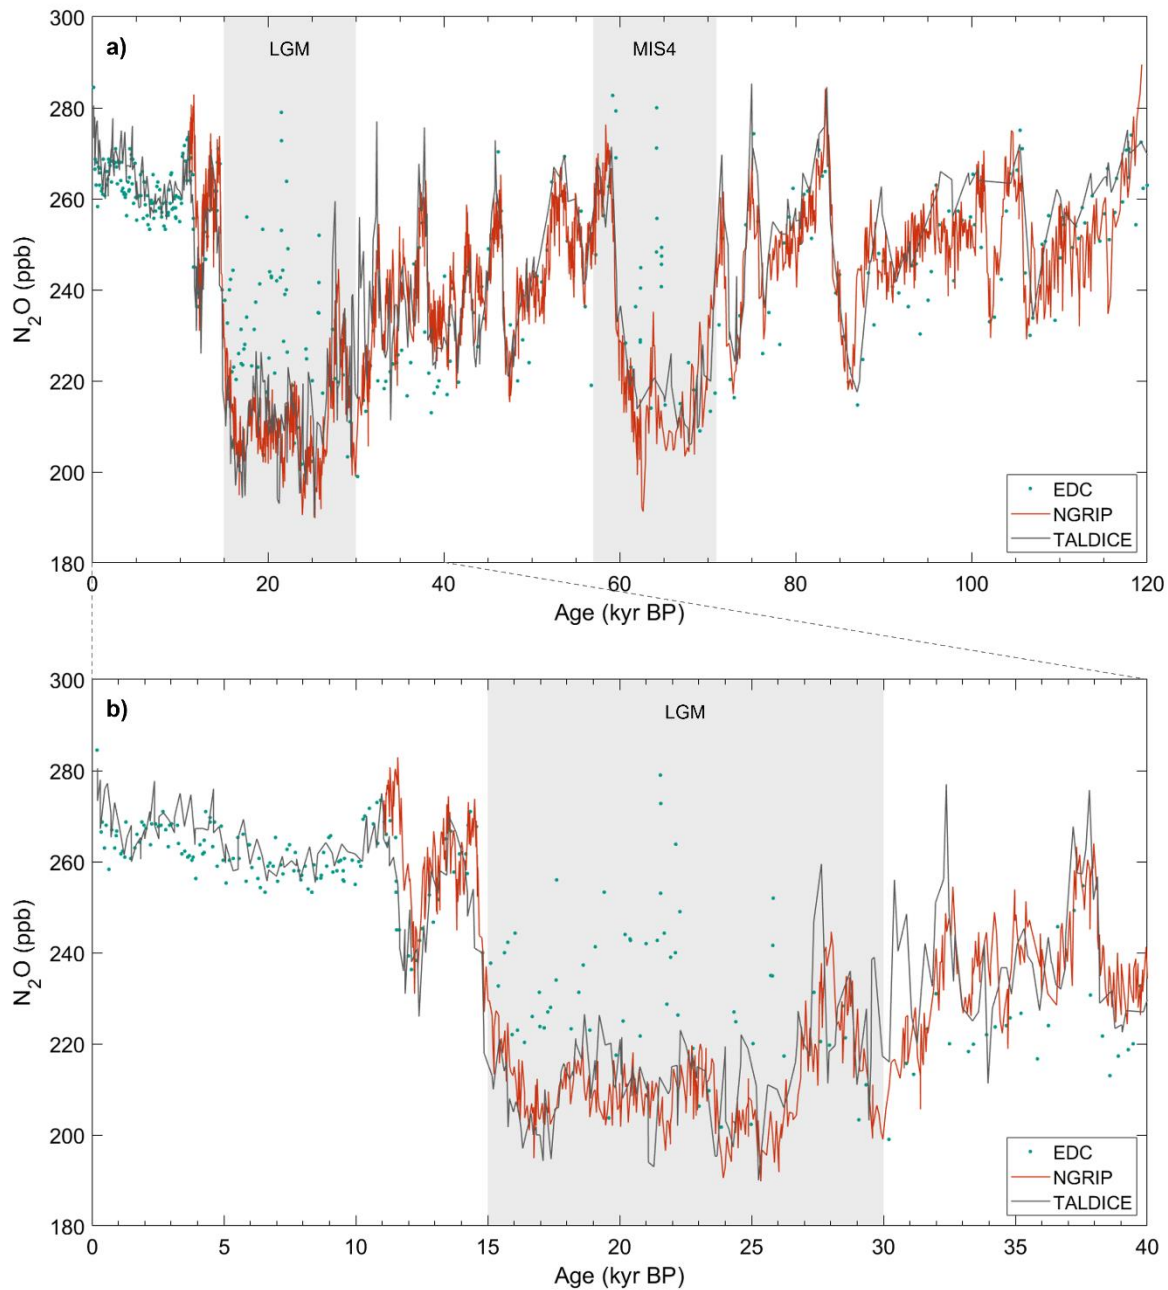 a)
LGM
MIS4
300
280
260
240
220
200
180
N₂O (ppb)
EDC
NGRIP
TALDICE
0 20 40 60 80 100 120
Age (kyr BP)
b)
LGM
300
280
260
240
220
200
180
N₂O (ppb)
EDC
NGRIP
TALDICE
0 5 10 15 20 25 30 35 40
Age (kyr BP)